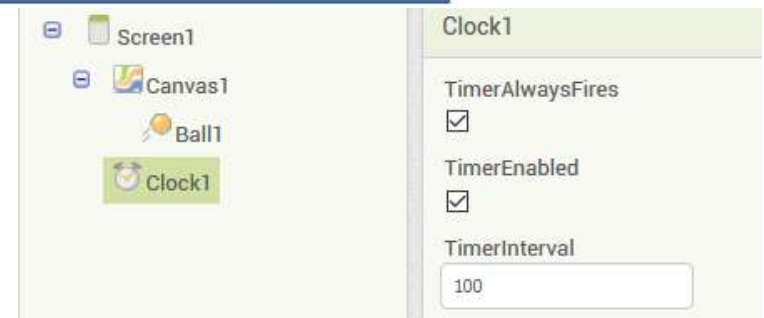 Screen1
Canvas1
Ball1
Clock1
Clock1
TimerAlwaysFires
TimerEnabled
TimerInterval
100